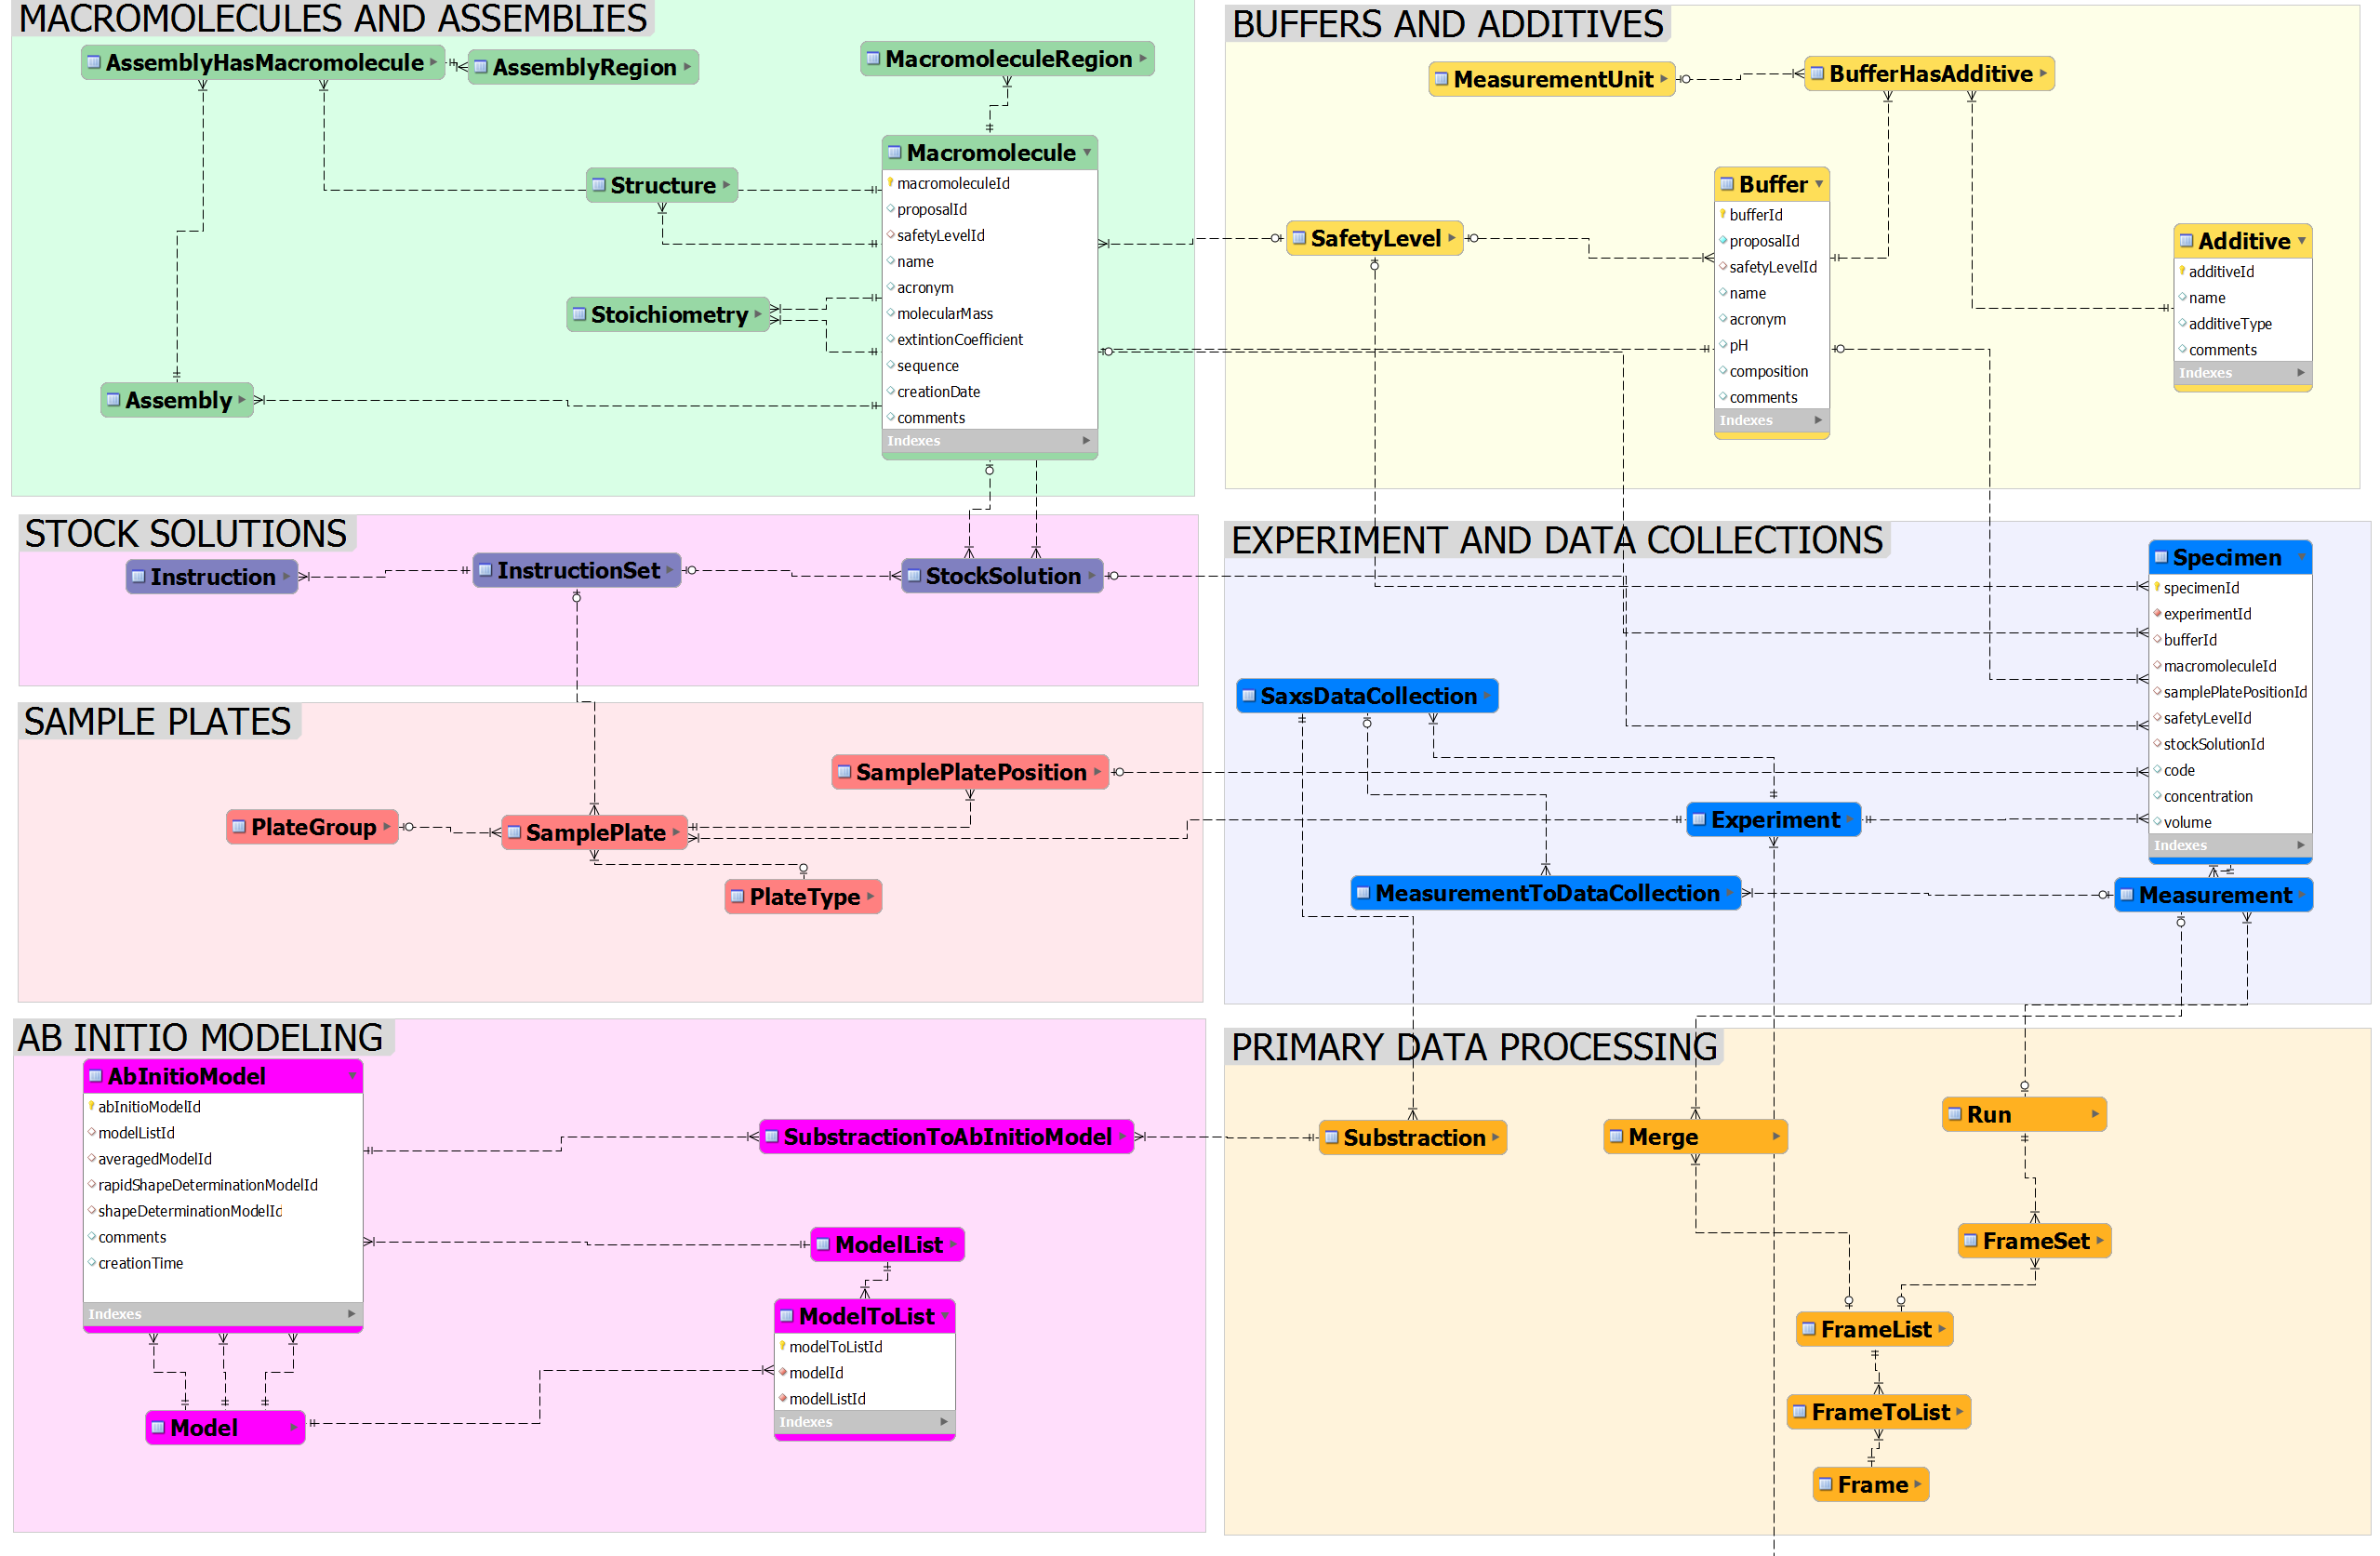 MACROMOLECULES AND ASSEMBLIES
AssemblyHasMacromolecule
AssemblyRegion
MacromoleculeRegion
Macromolecule
macromoleculeId
proposalId
safetyLevelId
name
acronym
molecularMass
extintionCoefficient
sequence
creationDate
comments
Indexes
Structure
Stoichiometry
Assembly
BUFFERS AND ADDITIVES
MeasurementUnit
BufferHasAdditive
SafetyLevel
Buffer
bufferId
proposalId
safetyLevelId
name
acronym
pH
composition
comments
Indexes
Additive
additiveId
name
additiveType
comments
Indexes
STOCK SOLUTIONS
Instruction
InstructionSet
StockSolution
EXPERIMENT AND DATA COLLECTIONS
Specimen
specimenId
experimentId
bufferId
macromoleculeId
samplePlatePositionId
safetyLevelId
stockSolutionId
code
concentration
volume
Indexes
SaxsDataCollection
Experiment
MeasurementToDataCollection
Measurement
SAMPLE PLATES
SamplePlatePosition
PlateGroup
SamplePlate
PlateType
AB INITIO MODELING
AbInitioModel
abInitioModelId
modelListId
averagedModelId
rapidShapeDeterminationModelId
shapeDeterminationModelId
comments
creationTime
Indexes
SubstractionToAbInitioModel
ModelList
ModelToList
modelToListId
modelId
modelListId
Indexes
Model
PRIMARY DATA PROCESSING
Substraction
Merge
Run
FrameSet
FrameList
FrameToList
Frame